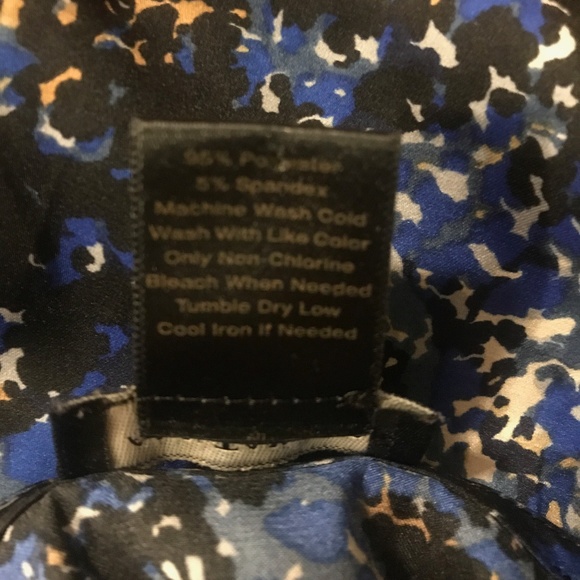 95% Polyester
5% Spandex
Machine Wash Cold
Wash With Like Color
Only Non-Chlorine
Bleach When Needed
Tumble Dry Low
Cool Iron If Needed